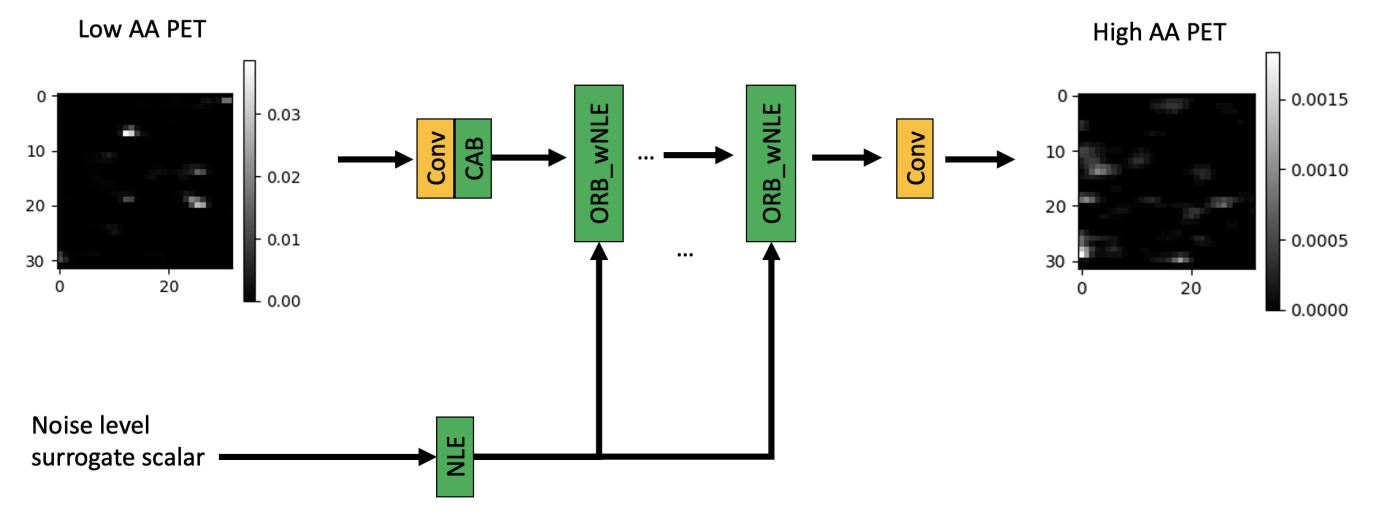 Low AA PET
High AA PET
0
10
20
30
0
20
0.03
0.02
0.01
0.00
Conv
CAB
ORB_wNLE
...
ORB_wNLE
...
Conv
0
10
20
30
0
20
0.0015
0.0010
0.0005
0.0000
Noise level
surrogate scalar
NLE